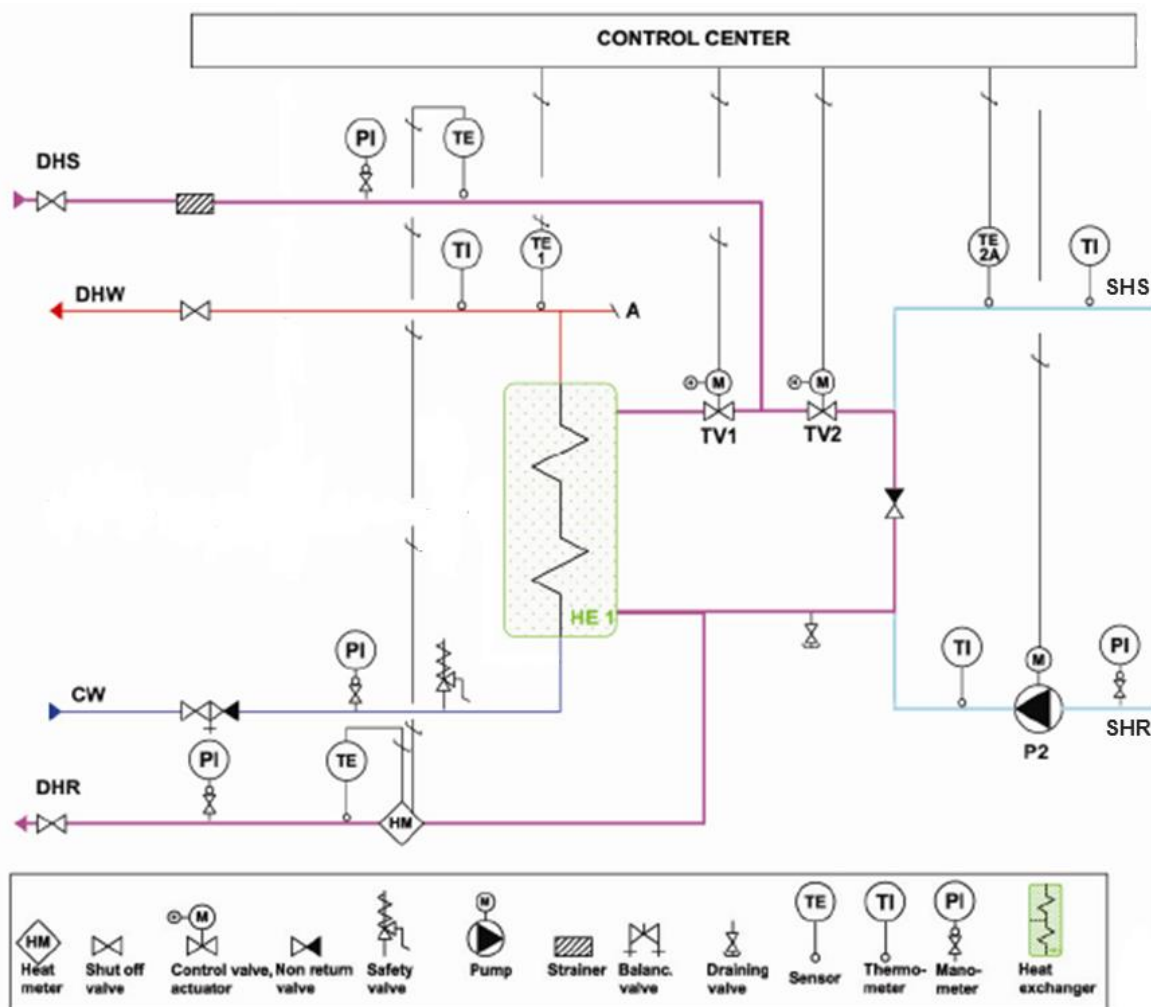 CONTROL CENTER
PI
TE
DHS
TI
TE
1
TE
2A
TI
SHS
DHW
A
M
M
TV1
TV2
HE 1
PI
TI
M
PI
CW
SHR
P2
PI
TE
DHR
HM
HM
M
M
TE
TI
PI
Heat
meter
Shut off
valve
Control valve,
actuator
Non return
valve
Safety
valve
Pump
Strainer
Balanc.
valve
Draining
valve
Sensor
Thermo-
meter
Mano-
meter
Heat
exchanger